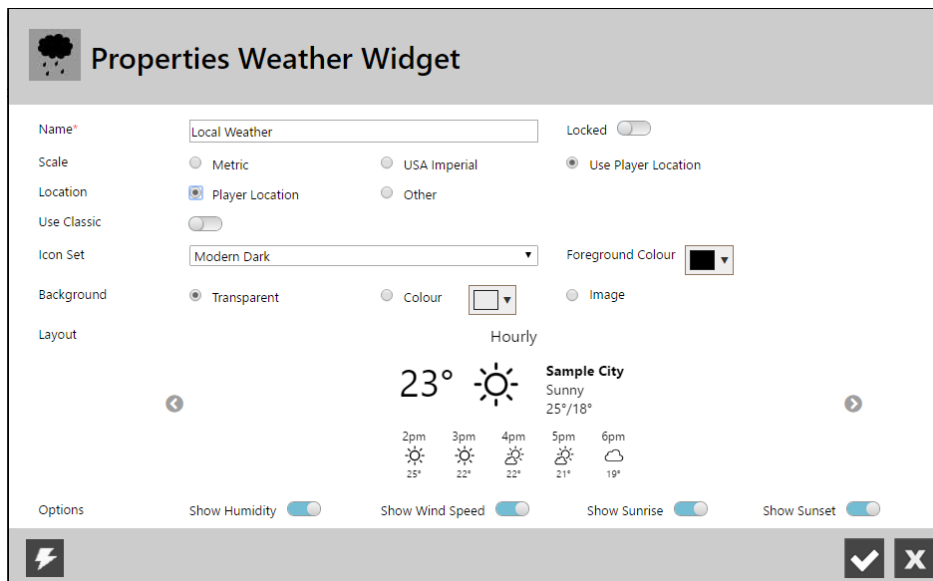 Properties Weather Widget
Name* Local Weather Locked
Scale Metric USA Imperial Use Player Location
Location Player Location Other
Use Classic
Icon Set Modern Dark Foreground Colour
Background Transparent Colour Image
Layout Hourly
23° Sample City
Sunny
25°/18°
2pm 3pm 4pm 5pm 6pm
25° 22° 22° 21° 19°
Options Show Humidity Show Wind Speed Show Sunrise Show Sunset